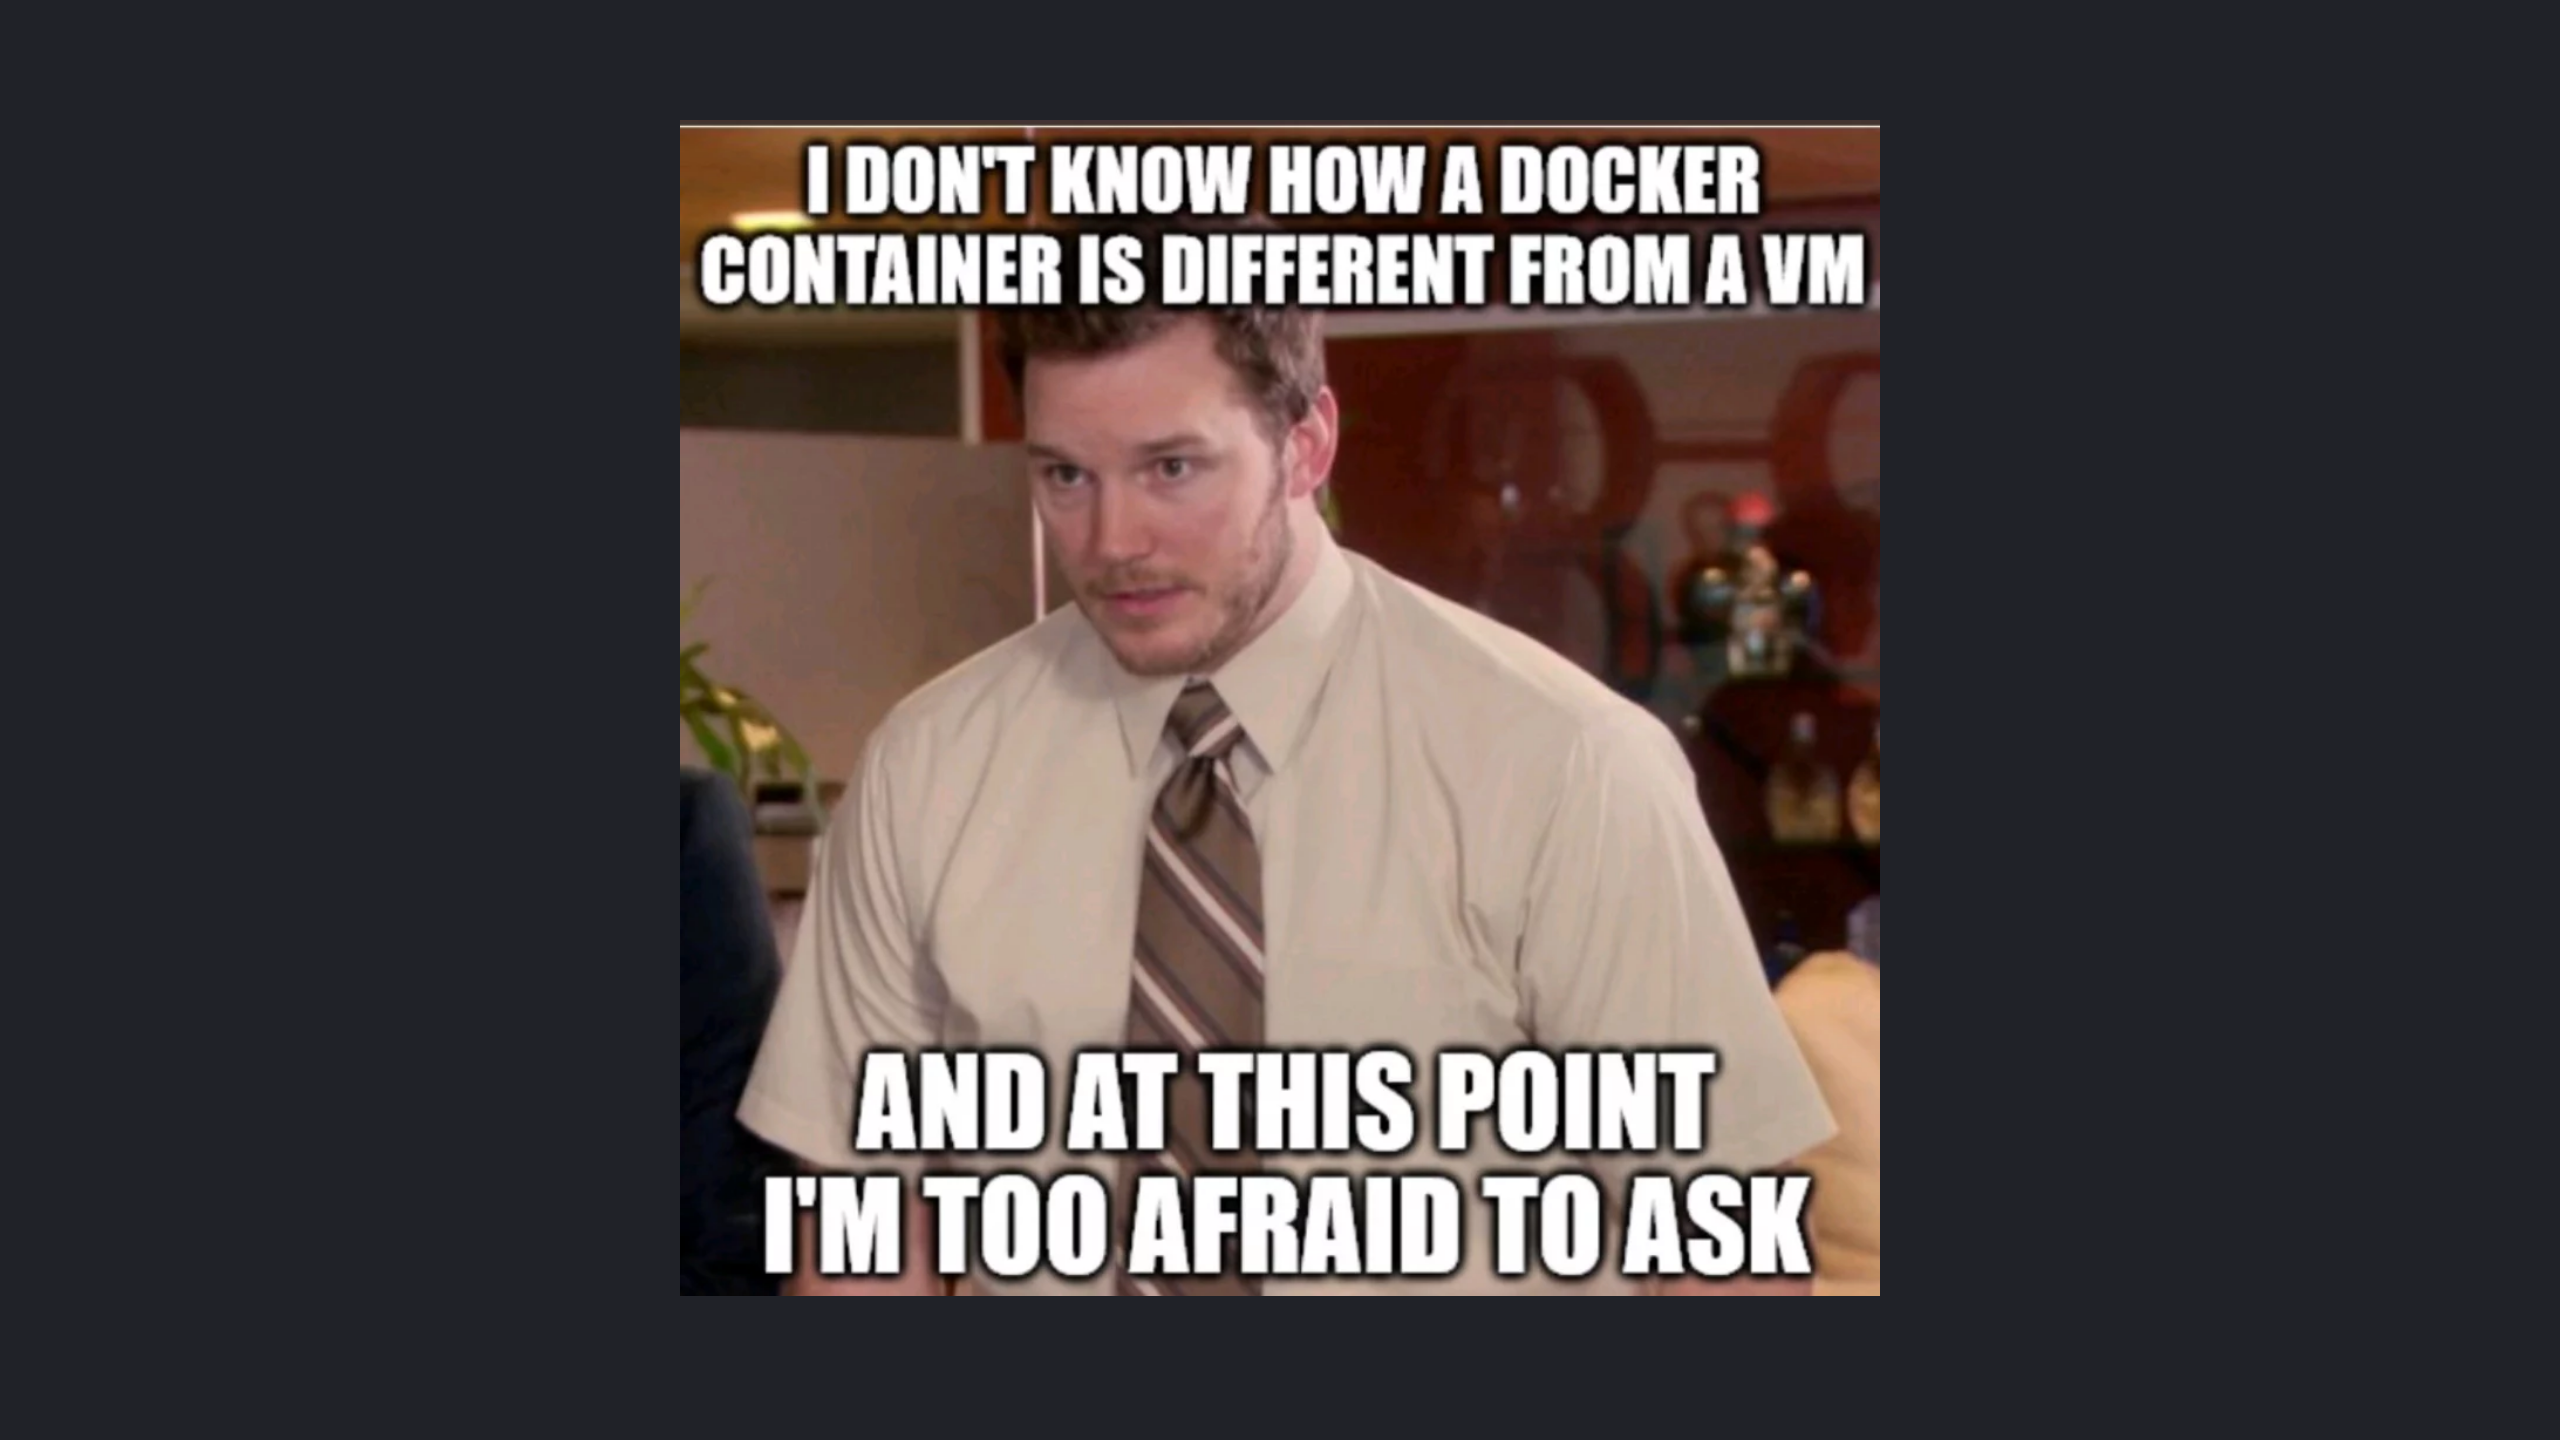 I DON'T KNOW HOW A DOCKER
CONTAINER IS DIFFERENT FROM A VM
AND AT THIS POINT
I'M TOO AFRAID TO ASK